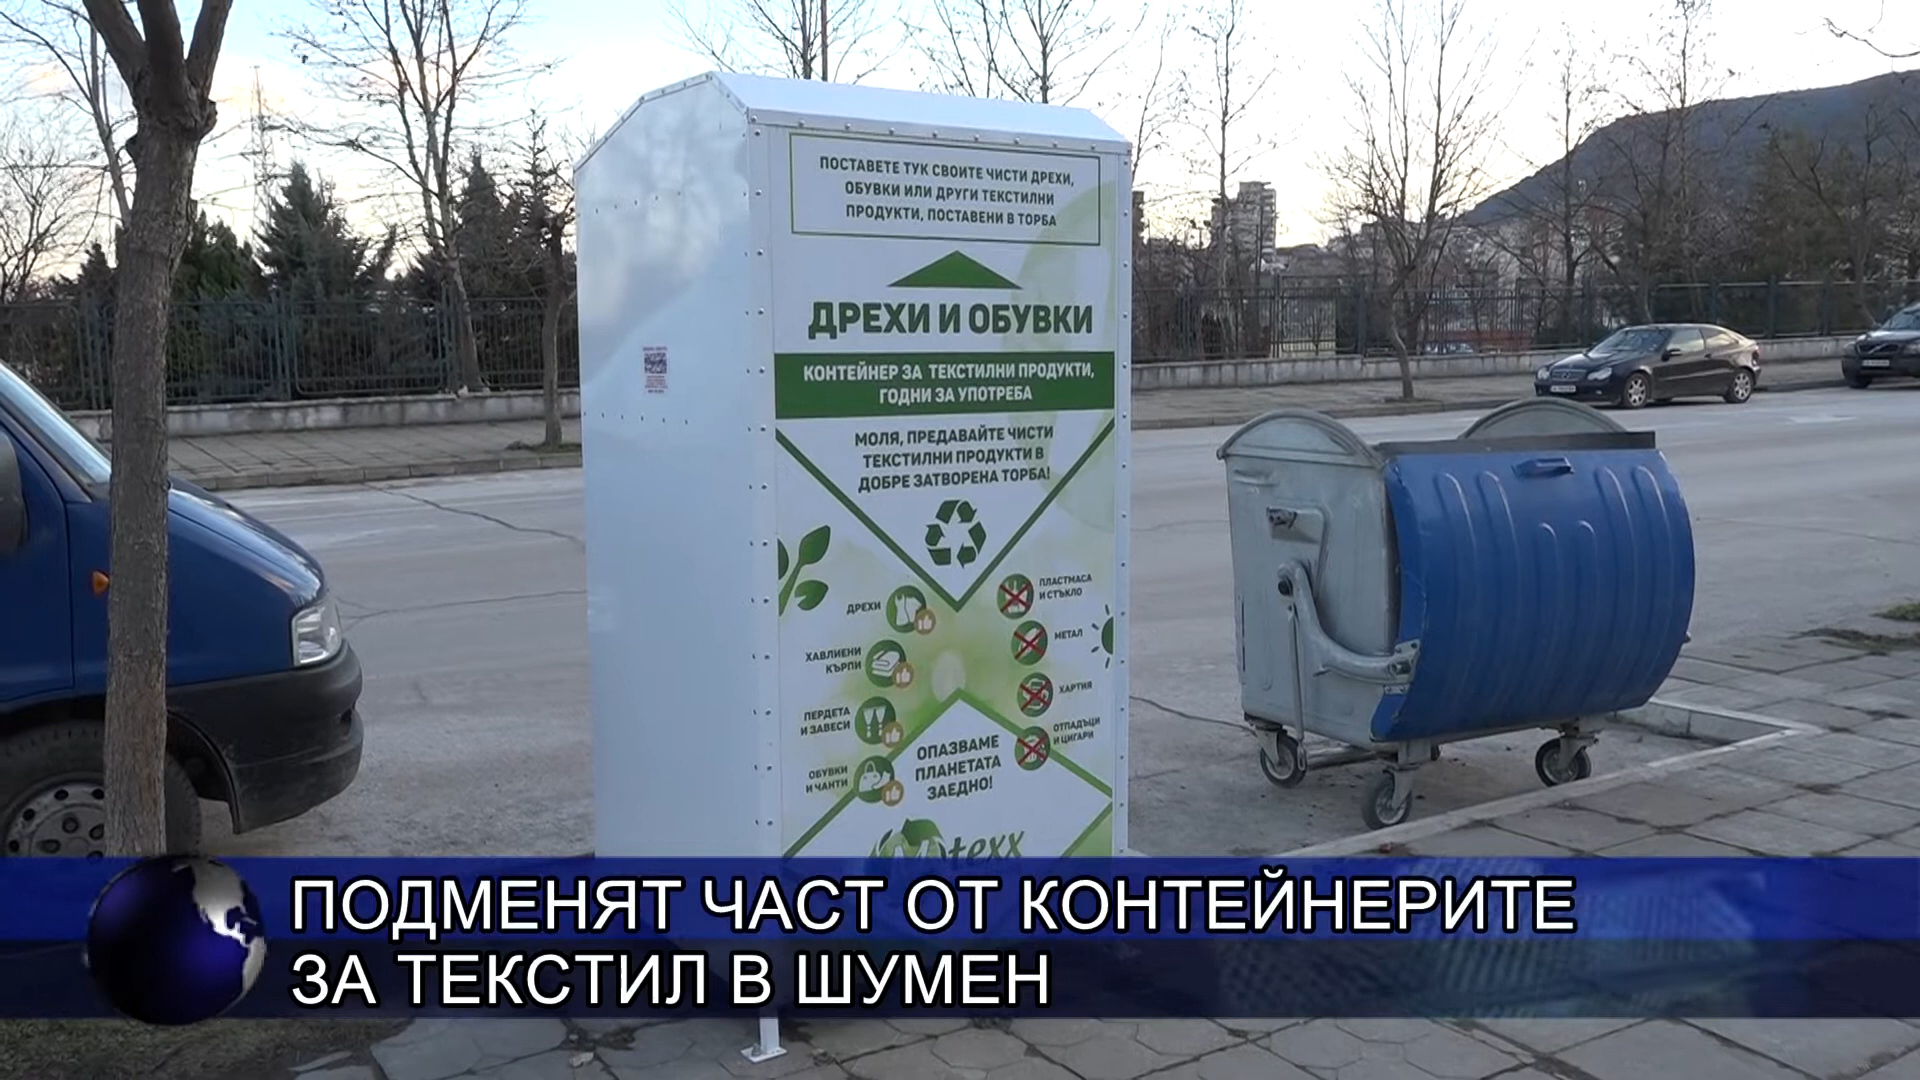 ПОСТАВЕТЕ ТУК СВОИТЕ ЧИСТИ ДРЕХИ,
ОБУВКИ ИЛИ ДРУГИ ТЕКСТИЛНИ
ПРОДУКТИ, ПОСТАВЕНИ В ТОРБА
ДРЕХИ И ОБУВКИ
КОНТЕЙНЕР ЗА ТЕКСТИЛНИ ПРОДУКТИ,
ГОДНИ ЗА УПОТРЕБА
МОЛЯ, ПРЕДАВАЙТЕ ЧИСТИ
ТЕКСТИЛНИ ПРОДУКТИ В
ДОБРЕ ЗАТВОРЕНА ТОРБА!
ДРЕХИ
ХАВЛИЕНИ
КЪРПИ
ПЕРДЕТА
И ЗАВЕСИ
ОБУВКИ
И ЧАНТИ
ПЛАСТМАСА
И СТЪКЛО
МЕТАЛ
ХАРТИЯ
ОТПАДЪЦИ
И ЦИГАРИ
ОПАЗВАМЕ
ПЛАНЕТАТА
ЗАЕДНО!
M-texx
ПОДМЕНЯТ ЧАСТ ОТ КОНТЕЙНЕРИТЕ
ЗА ТЕКСТИЛ В ШУМЕН